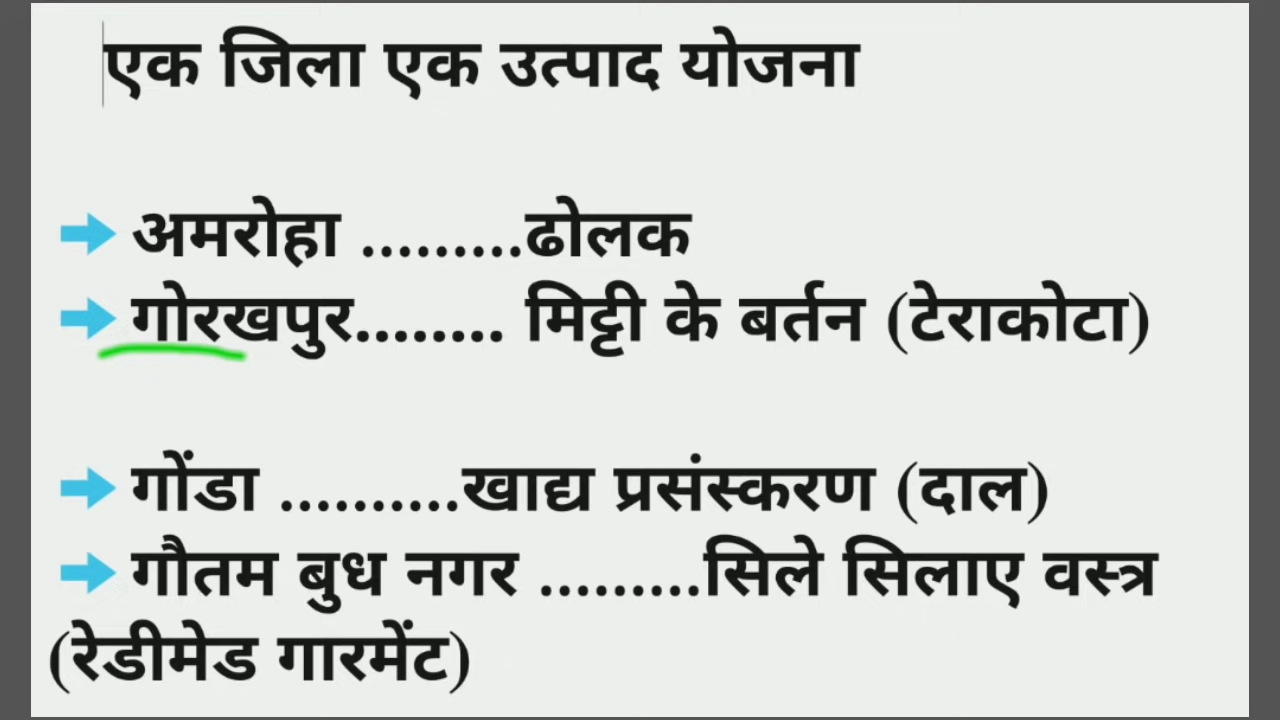 एक जिला एक उत्पाद योजना
अमरोहा .........ढोलक
गोरखपुर........ मिट्टी के बर्तन (टेराकोटा)
गोंडा ..........खाद्य प्रसंस्करण (दाल)
गौतम बुध नगर .........सिले सिलाए वस्त्र
(रेडीमेड गारमेंट)